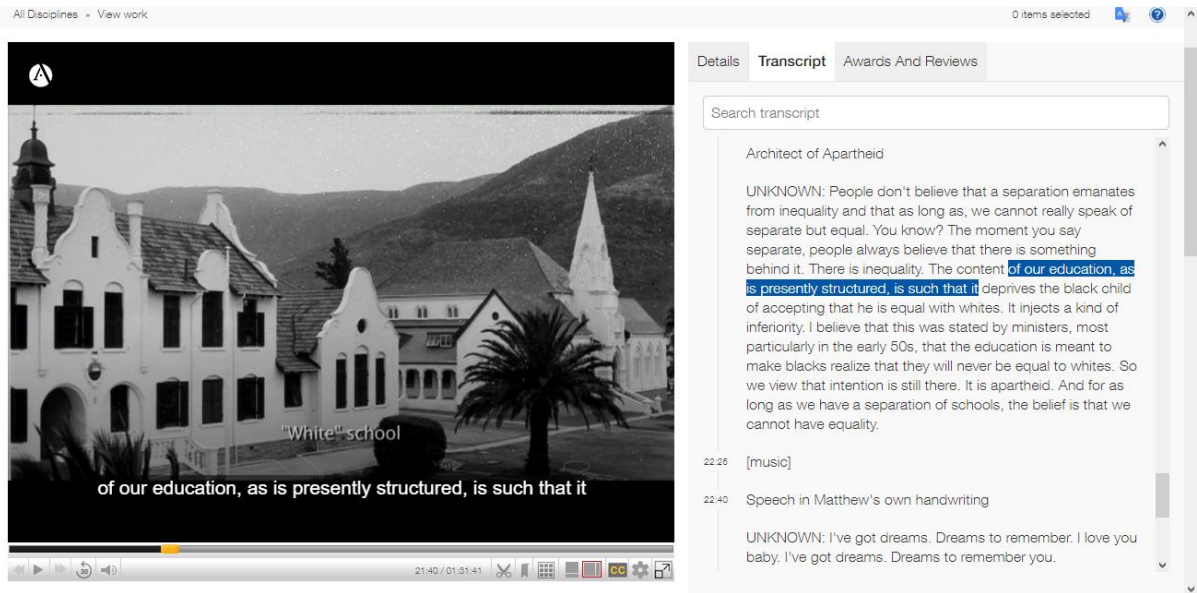 All Disciplines » View work
0 items selected
"White" school
of our education, as is presently structured, is such that it
30
21:40 / 01:31:41
CC
Details Transcript Awards And Reviews
Search transcript
Architect of Apartheid
UNKNOWN: People don't believe that a separation emanates
from inequality and that as long as, we cannot really speak of
separate but equal. You know? The moment you say
separate, people always believe that there is something
behind it. There is inequality. The content of our education, as
is presently structured, is such that it deprives the black child
of accepting that he is equal with whites. It injects a kind of
inferiority. I believe that this was stated by ministers, most
particularly in the early 50s, that the education is meant to
make blacks realize that they will never be equal to whites. So
we view that intention is still there. It is apartheid. And for as
long as we have a separation of schools, the belief is that we
cannot have equality.
22:26 [music]
22:40 Speech in Matthew's own handwriting
UNKNOWN: I've got dreams. Dreams to remember. I love you
baby. I've got dreams. Dreams to remember you.